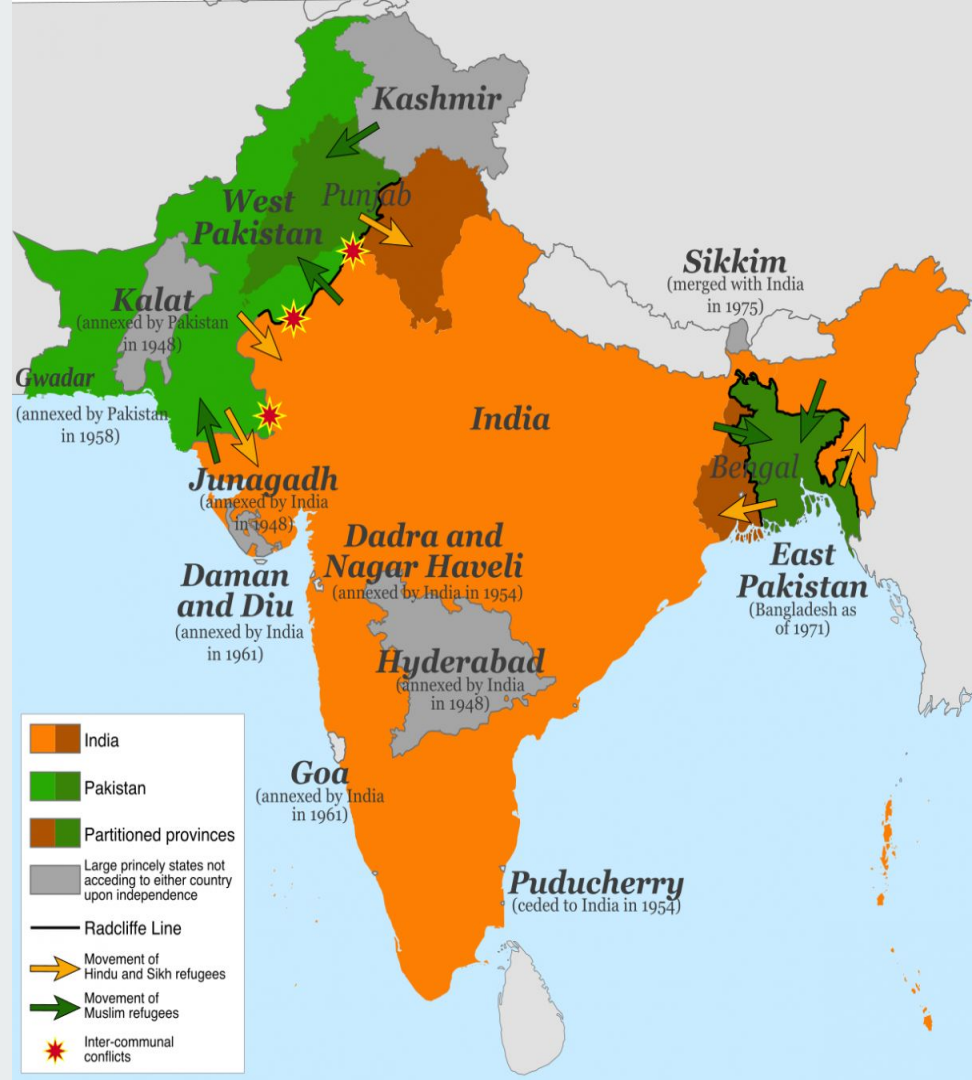 Kashmir
Punjab
West
Pakistan
Sikkim
(merged with India
in 1975)
Kalat
(annexed by Pakistan
in 1948)
Gwadar
(annexed by Pakistan
in 1958)
India
Bengal
Junagadh
(annexed by India
in 1948)
Dadra and
Nagar Haveli
(annexed by India in 1954)
East
Pakistan
(Bangladesh as
of 1971)
Daman
and Diu
(annexed by India
in 1961)
Hyderabad
(annexed by India
in 1948)
Goa
(annexed by India
in 1961)
Puducherry
(ceded to India in 1954)
India
Pakistan
Partitioned provinces
Large princely states not
acceding to either country
upon independence
Radcliffe Line
Movement of
Hindu and Sikh refugees
Movement of
Muslim refugees
Inter-communal
conflicts